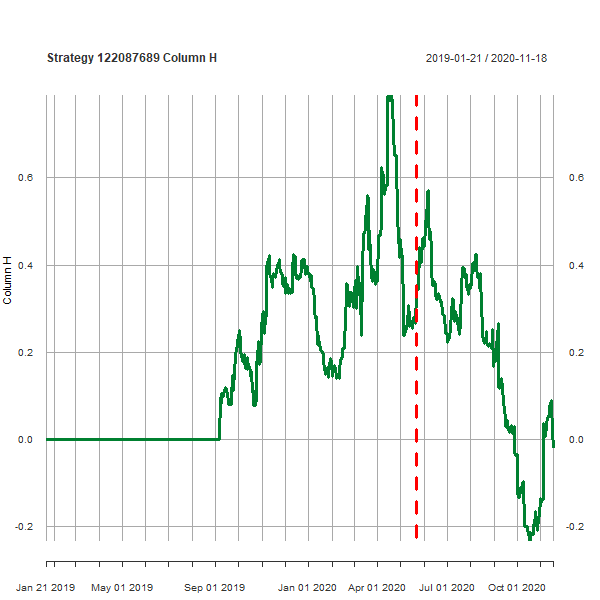 Strategy 122087689 Column H
2019-01-21 / 2020-11-18
0.6 0.6
0.4 0.4
Column H
0.2 0.2
0.0 0.0
-0.2 -0.2
Jan 21 2019 May 01 2019 Sep 01 2019 Jan 01 2020 Apr 01 2020 Jul 01 2020 Oct 01 2020